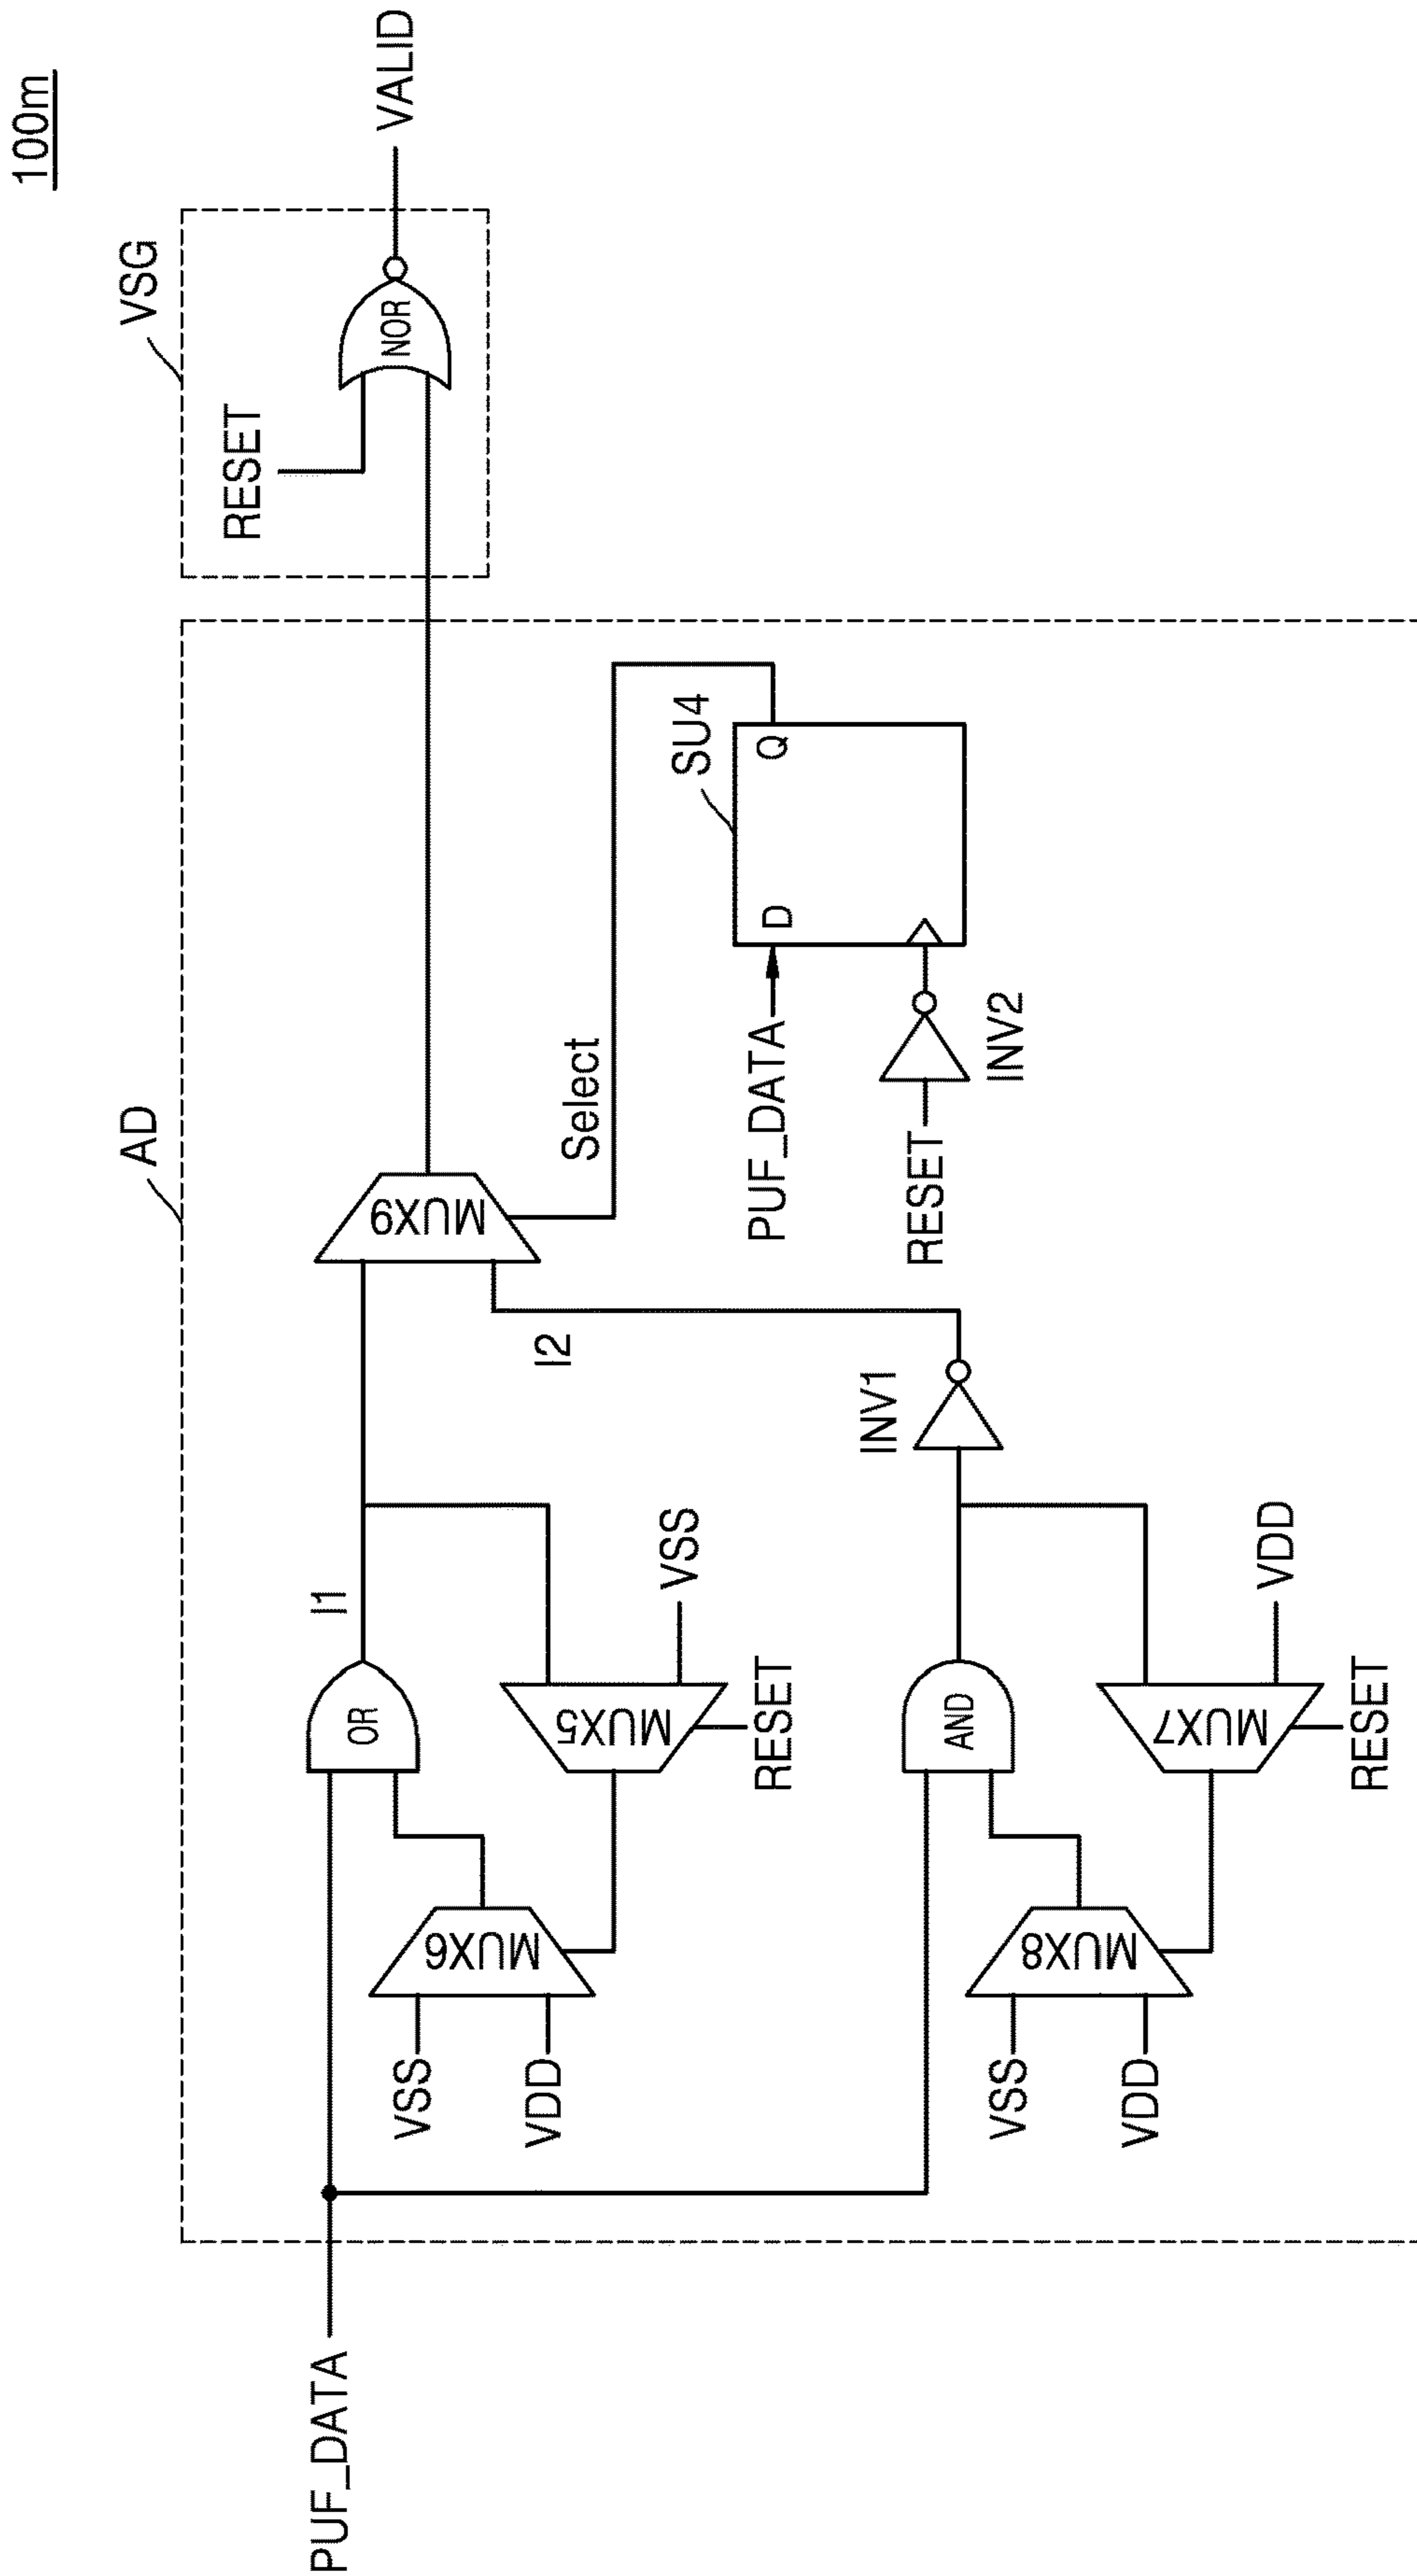 100m
VSG
VALID
RESET
NOR
AD
Select
SU4
D
Q
PUF_DATA
RESET
INV2
MUX9
I1
I2
INV1
OR
VSS
MUX5
RESET
MUX6
VSS
VDD
AND
VDD
MUX7
RESET
MUX8
VSS
VDD
PUF_DATA